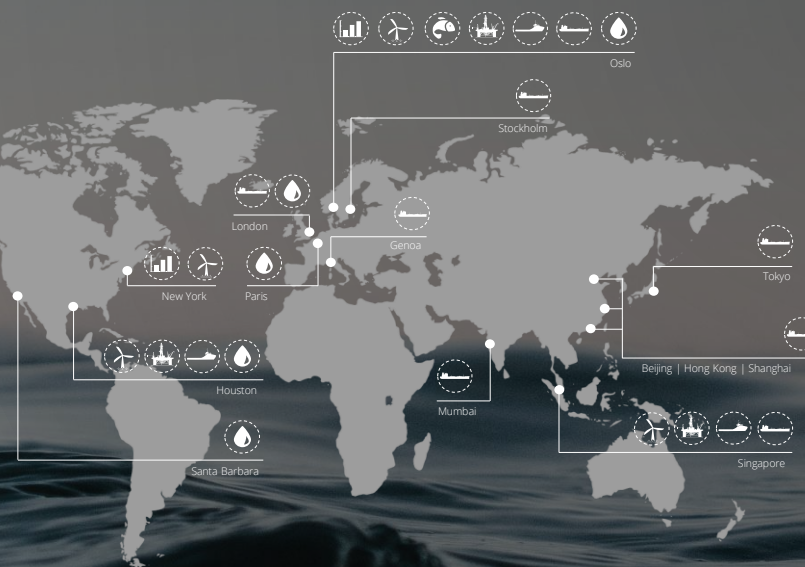 Oslo
Stockholm
London
Genoa
New York
Paris
Tokyo
Beijing | Hong Kong | Shanghai
Houston
Mumbai
Santa Barbara
Singapore